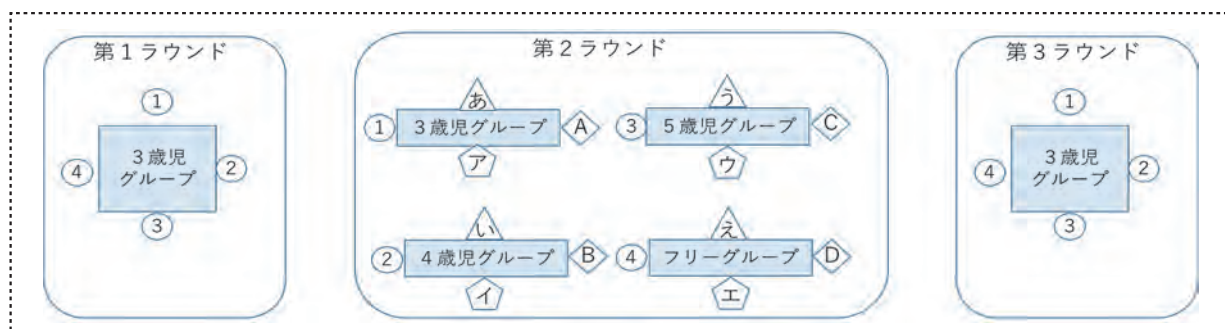 第1ラウンド
①
3歳児
グループ
④
②
③
第2ラウンド
あ
① 3歳児グループ A
ア
う
③ 5歳児グループ C
ウ
い
② 4歳児グループ B
イ
え
④ フリーグループ D
エ
第3ラウンド
①
3歳児
グループ
④
②
③